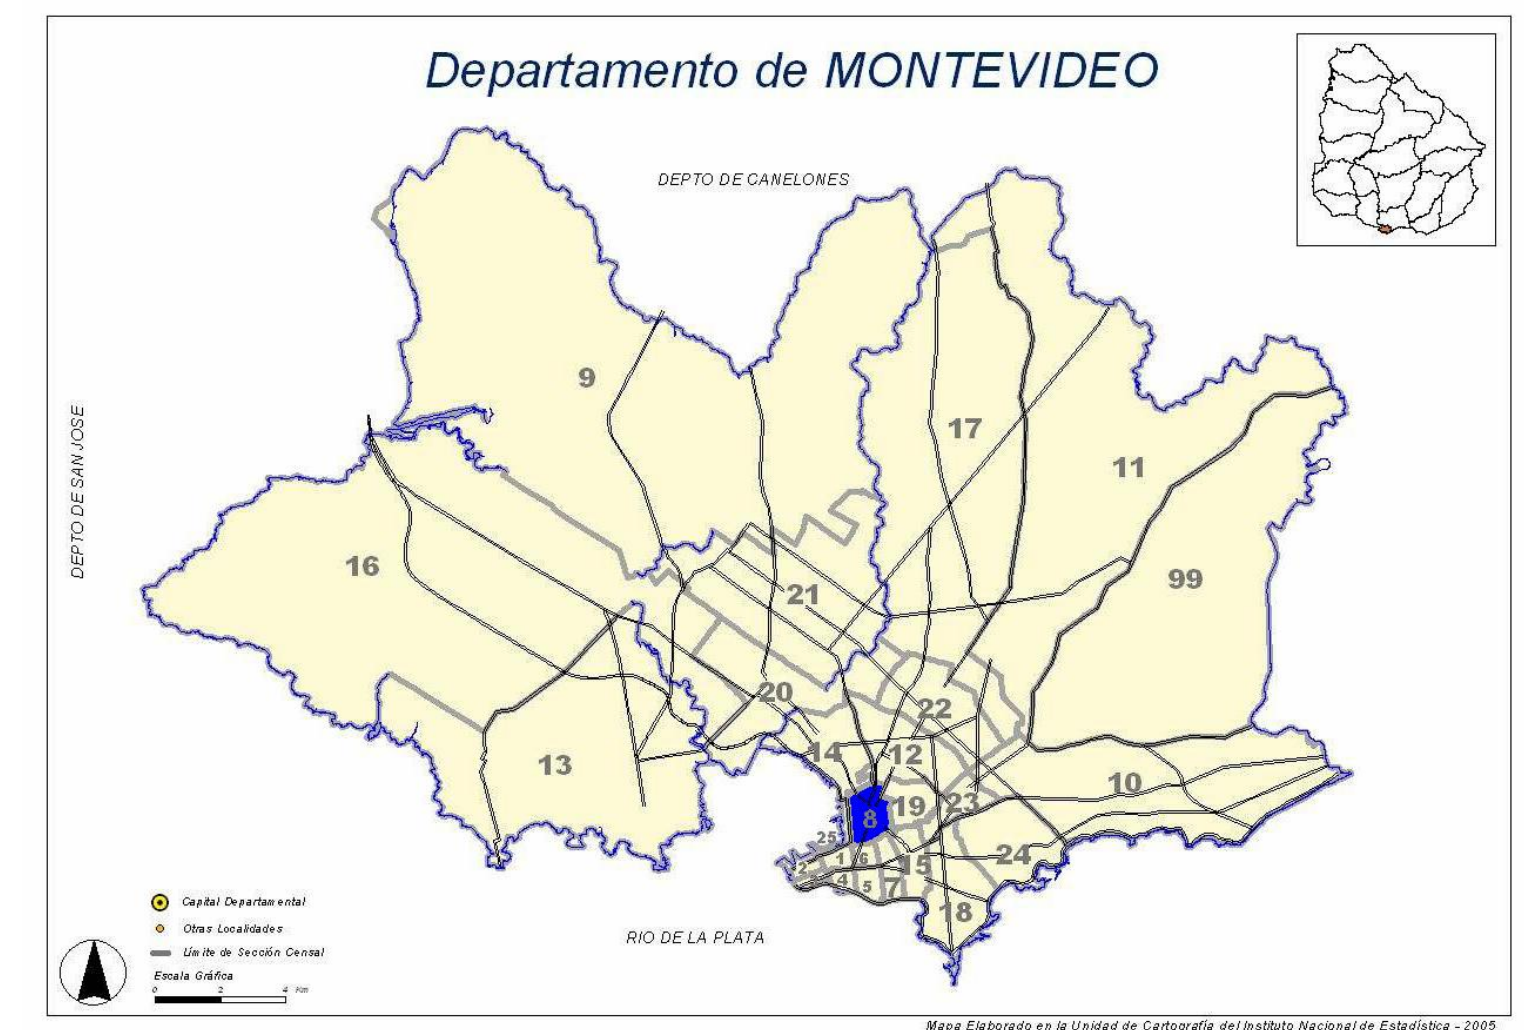 Departamento de MONTEVIDEO
DEPTO DE CANELONES
DEPTO DE SAN JOSE
9
17
11
16
99
21
20
22
14
12
13
10
8
19
23
25
1
6
15
24
2
4
5
7
18
RIO DE LA PLATA
Capital Departamental
Otras Localidades
Límite de Sección Censal
Escala Gráfica
0 2 4 Km
Mapa Elaborado en la Unidad de Cartografía del Instituto Nacional de Estadística - 2005